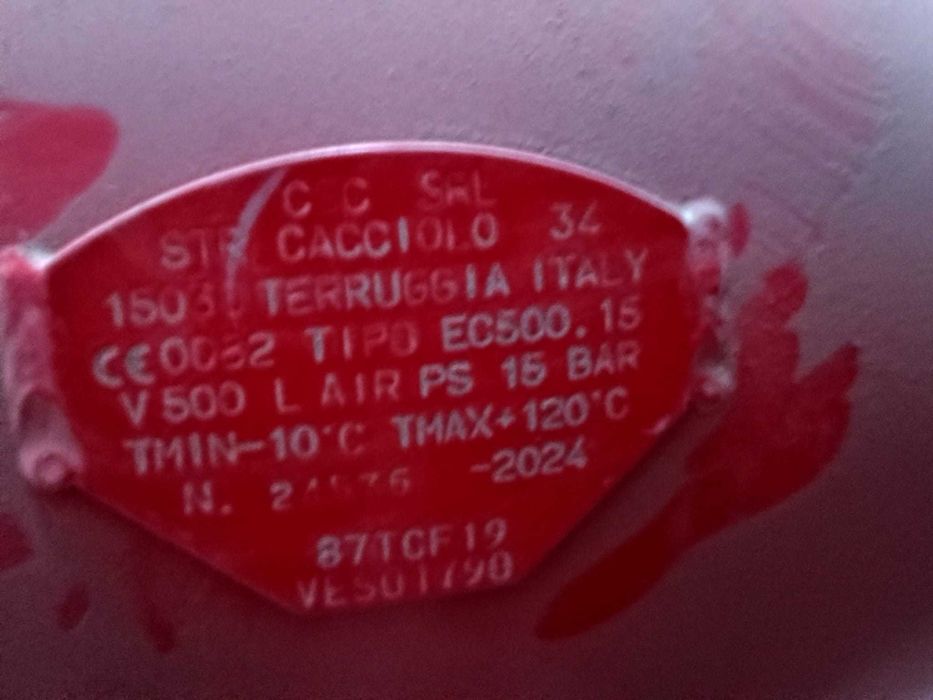 C C SRL
CACCIOLO 34
TERRUGGIA ITALY
CE TIPO EC500.15
V 500 L AIR PS 15 BAR
TMIN-10°C TMAX+120°C
N. -2024
87TCF19